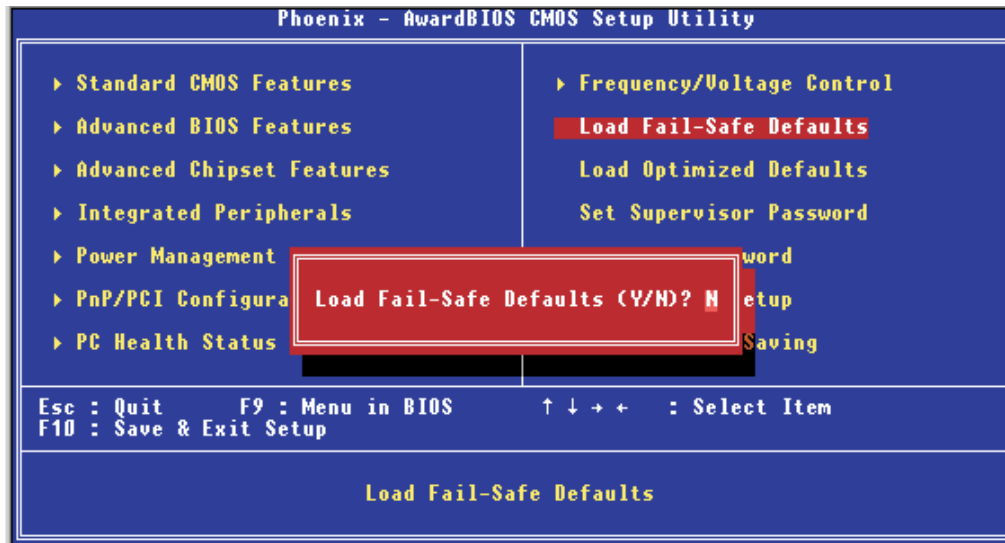 Phoenix - AwardBIOS CMOS Setup Utility
▸ Standard CMOS Features
▸ Advanced BIOS Features
▸ Advanced Chipset Features
▸ Integrated Peripherals
▸ Power Management
▸ PnP/PCI Configura
▸ PC Health Status
▸ Frequency/Voltage Control
Load Fail-Safe Defaults
Load Optimized Defaults
Set Supervisor Password
word
etup
Saving
Load Fail-Safe Defaults (Y/N)? N
Esc : Quit F9 : Menu in BIOS ↑ ↓ → ← : Select Item
F10 : Save & Exit Setup
Load Fail-Safe Defaults